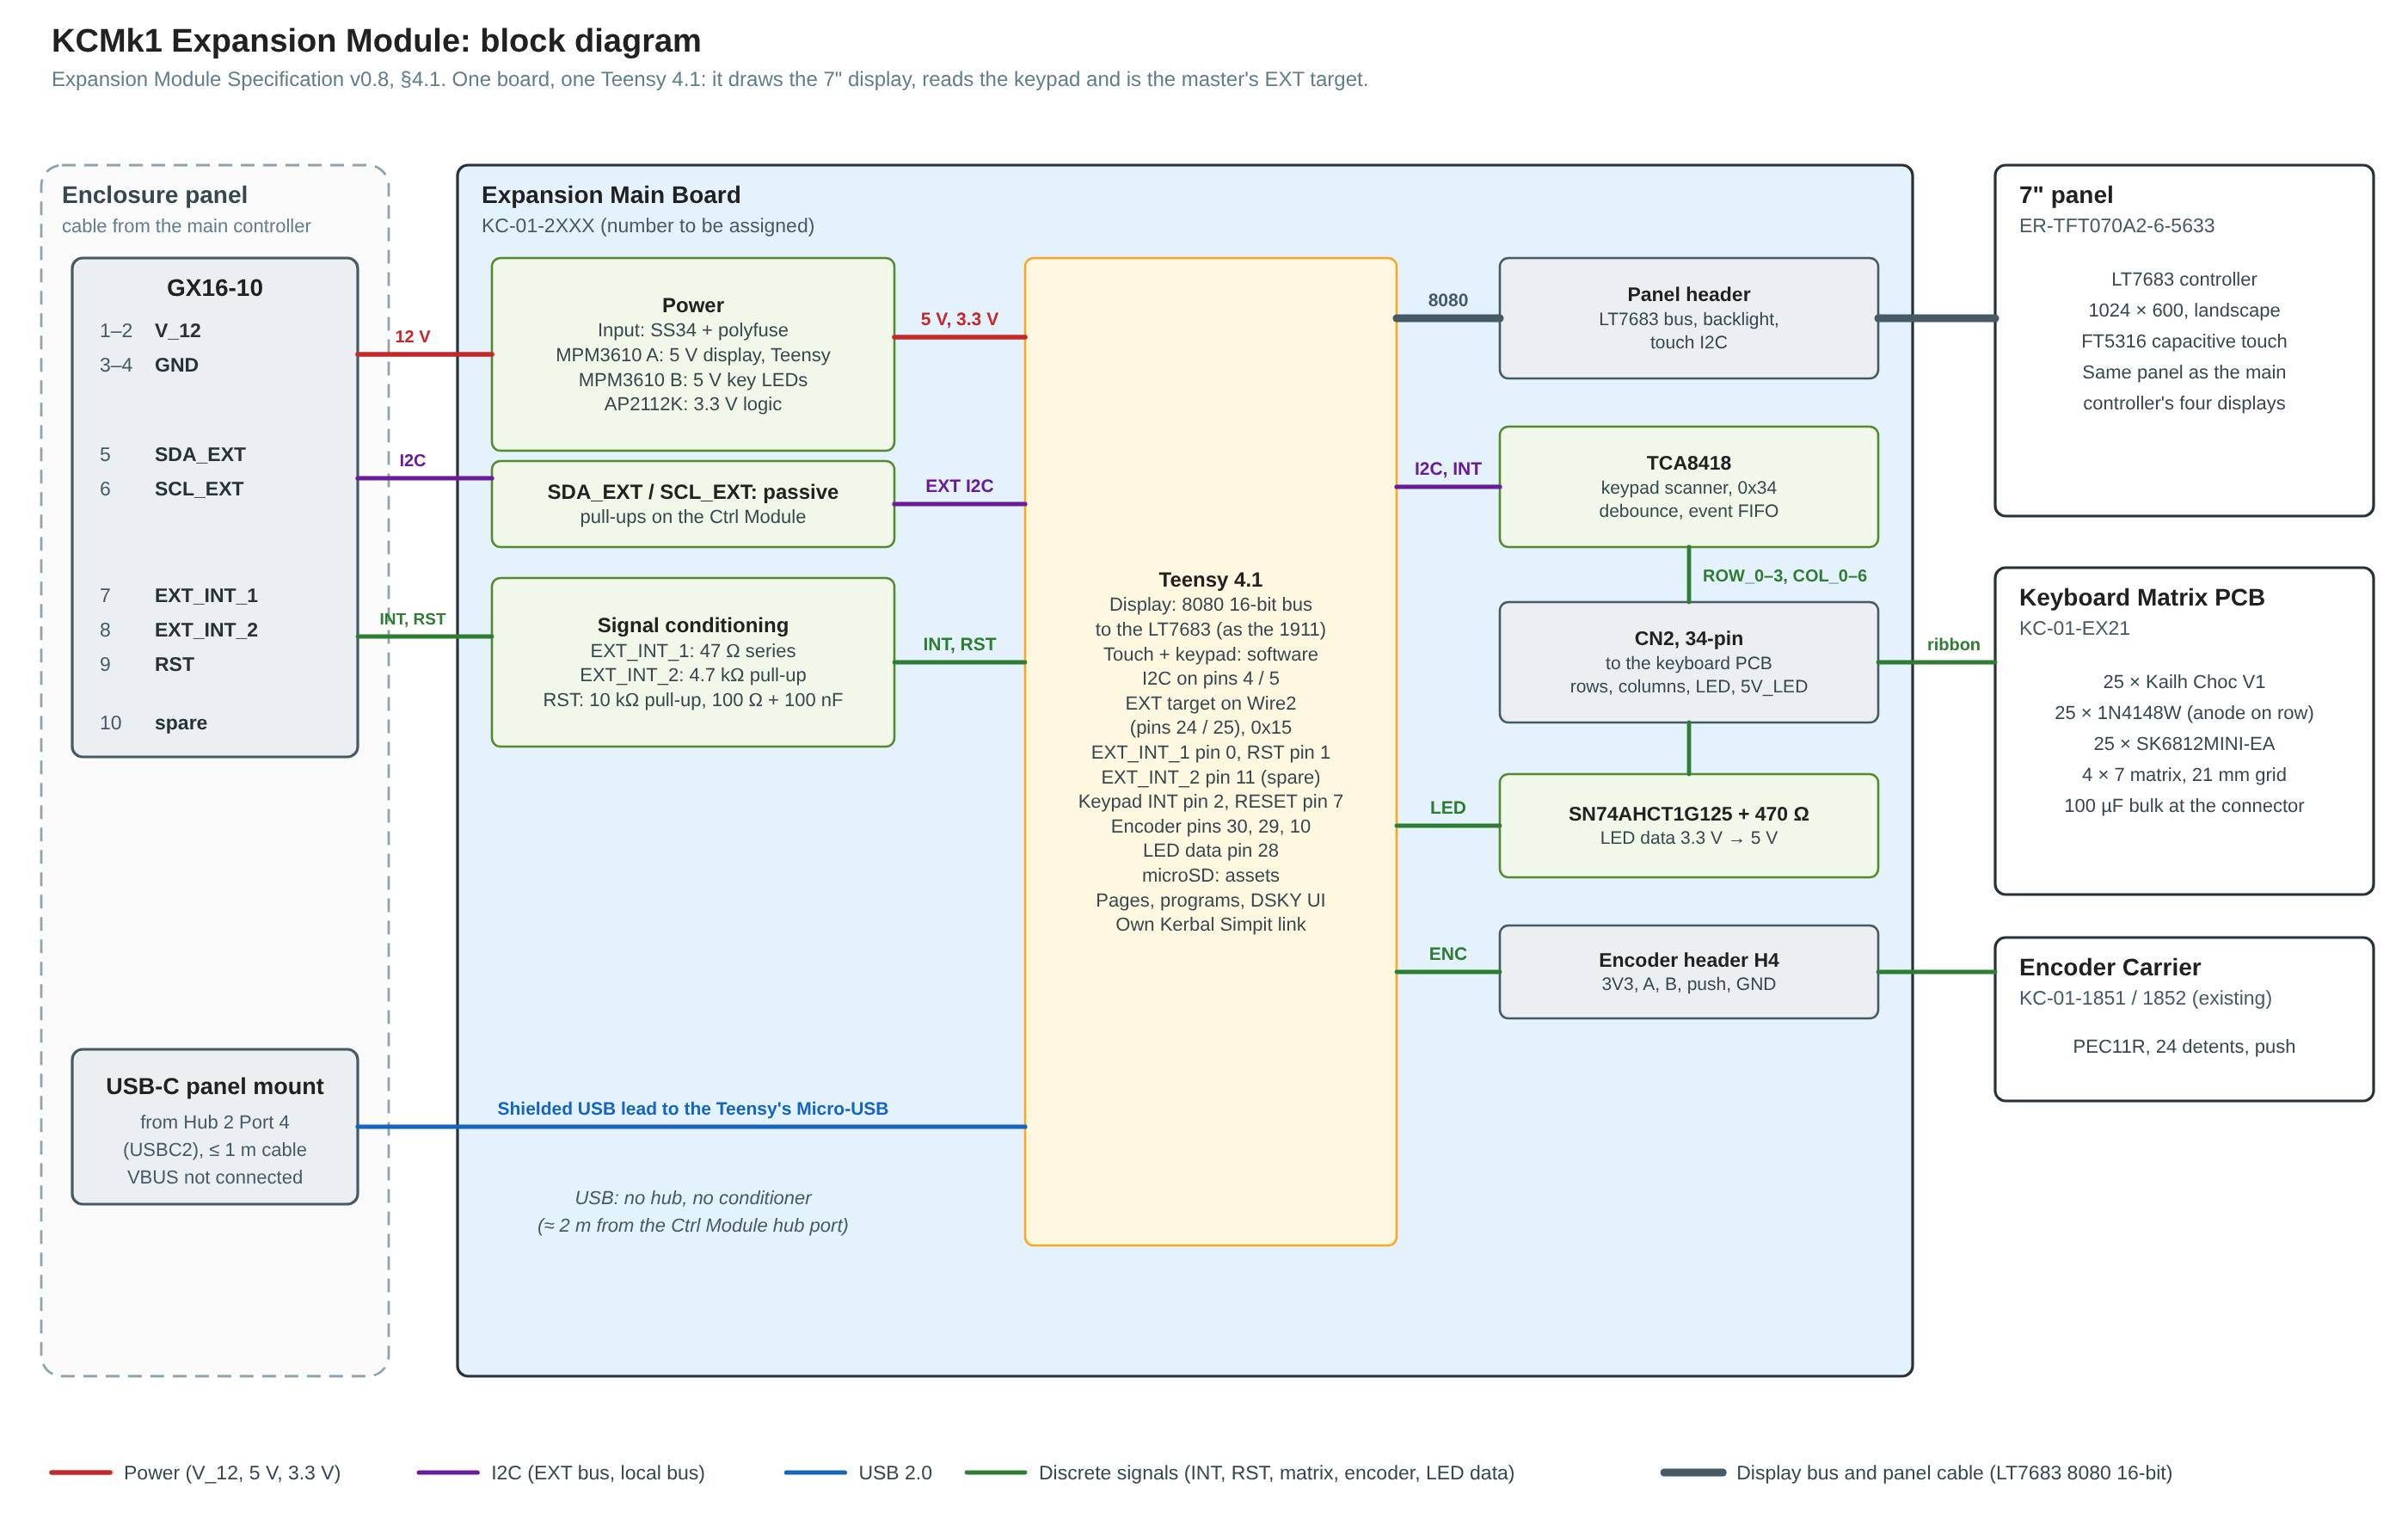 KCMk1 Expansion Module: block diagram
Expansion Module Specification v0.8, §4.1. One board, one Teensy 4.1: it draws the 7" display, reads the keypad and is the master's EXT target.
Enclosure panel
cable from the main controller
GX16-10
1–2 V_12
3–4 GND
5 SDA_EXT
6 SCL_EXT
7 EXT_INT_1
8 EXT_INT_2
9 RST
10 spare
USB-C panel mount
from Hub 2 Port 4
(USBC2), ≤ 1 m cable
VBUS not connected
12 V
I2C
INT, RST
Expansion Main Board
KC-01-2XXX (number to be assigned)
Power
Input: SS34 + polyfuse
MPM3610 A: 5 V display, Teensy
MPM3610 B: 5 V key LEDs
AP2112K: 3.3 V logic
SDA_EXT / SCL_EXT: passive
pull-ups on the Ctrl Module
Signal conditioning
EXT_INT_1: 47 Ω series
EXT_INT_2: 4.7 kΩ pull-up
RST: 10 kΩ pull-up, 100 Ω + 100 nF
Shielded USB lead to the Teensy's Micro-USB
USB: no hub, no conditioner
(≈ 2 m from the Ctrl Module hub port)
5 V, 3.3 V
EXT I2C
INT, RST
Teensy 4.1
Display: 8080 16-bit bus
to the LT7683 (as the 1911)
Touch + keypad: software
I2C on pins 4 / 5
EXT target on Wire2
(pins 24 / 25), 0x15
EXT_INT_1 pin 0, RST pin 1
EXT_INT_2 pin 11 (spare)
Keypad INT pin 2, RESET pin 7
Encoder pins 30, 29, 10
LED data pin 28
microSD: assets
Pages, programs, DSKY UI
Own Kerbal Simpit link
8080
I2C, INT
LED
ENC
Panel header
LT7683 bus, backlight,
touch I2C
TCA8418
keypad scanner, 0x34
debounce, event FIFO
ROW_0–3, COL_0–6
CN2, 34-pin
to the keyboard PCB
rows, columns, LED, 5V_LED
SN74AHCT1G125 + 470 Ω
LED data 3.3 V → 5 V
Encoder header H4
3V3, A, B, push, GND
ribbon
7" panel
ER-TFT070A2-6-5633
LT7683 controller
1024 × 600, landscape
FT5316 capacitive touch
Same panel as the main
controller's four displays
Keyboard Matrix PCB
KC-01-EX21
25 × Kailh Choc V1
25 × 1N4148W (anode on row)
25 × SK6812MINI-EA
4 × 7 matrix, 21 mm grid
100 µF bulk at the connector
Encoder Carrier
KC-01-1851 / 1852 (existing)
PEC11R, 24 detents, push
Power (V_12, 5 V, 3.3 V)
I2C (EXT bus, local bus)
USB 2.0
Discrete signals (INT, RST, matrix, encoder, LED data)
Display bus and panel cable (LT7683 8080 16-bit)